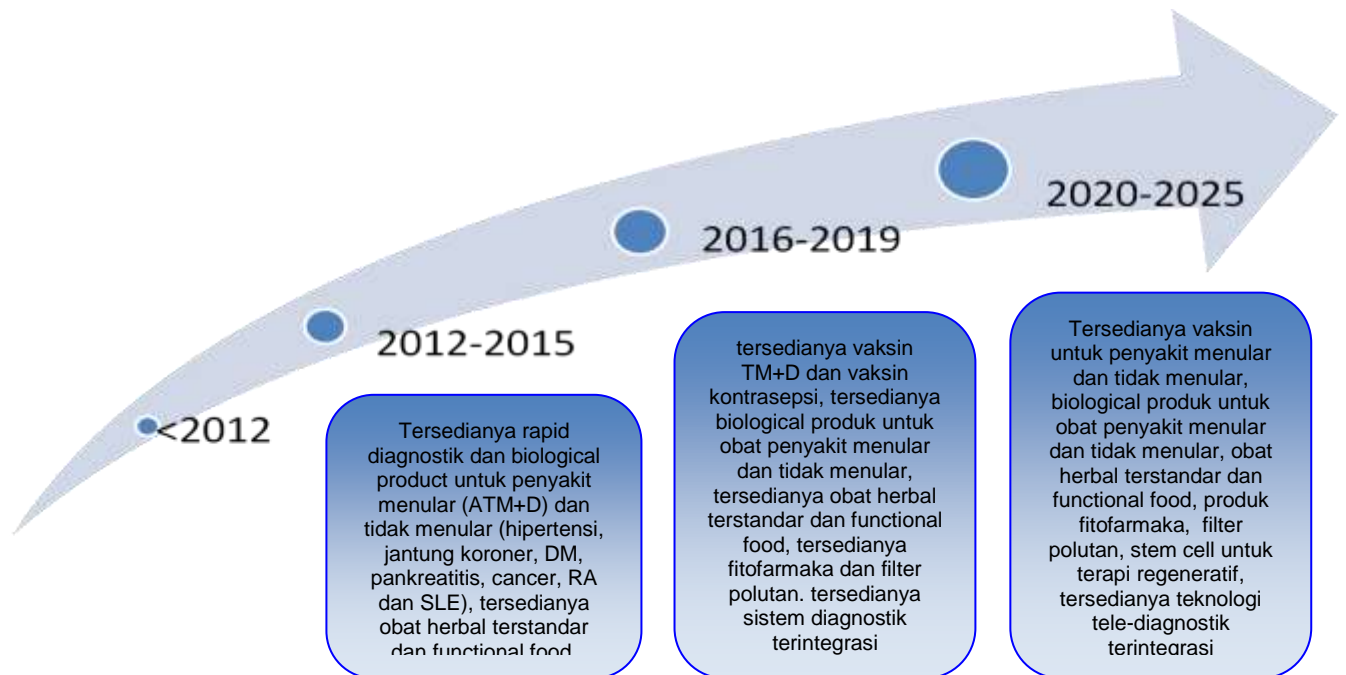 2020-2025
2016-2019
2012-2015
<2012
Tersedianya rapid
diagnostik dan biological
product untuk penyakit
menular (ATM+D) dan
tidak menular (hipertensi,
jantung koroner, DM,
pankreatitis, cancer, RA
dan SLE), tersedianya
obat herbal terstandar
dan functional food
tersedianya vaksin
TM+D dan vaksin
kontrasepsi, tersedianya
biological produk untuk
obat penyakit menular
dan tidak menular,
tersedianya obat herbal
terstandar dan functional
food, tersedianya
fitofarmaka dan filter
polutan. tersedianya
sistem diagnostik
terintegrasi
Tersedianya vaksin
untuk penyakit menular
dan tidak menular,
biological produk untuk
obat penyakit menular
dan tidak menular, obat
herbal terstandar dan
functional food, produk
fitofarmaka, filter
polutan, stem cell untuk
terapi regeneratif,
tersedianya teknologi
tele-diagnostik
terintegrasi